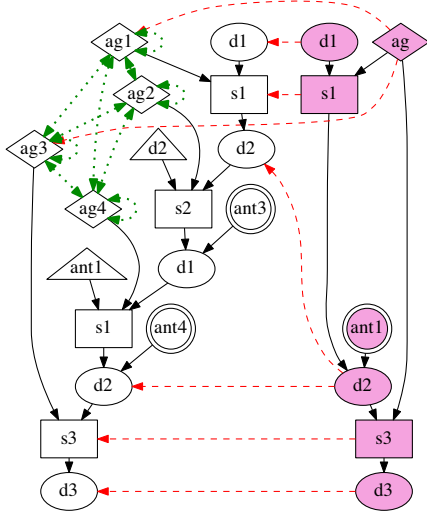 ag1 d1 d1 ag
ag2 s1 s1
ag3 d2 d2
ag4 s2 ant3
ant1 d1
s1 ant4 ant1
d2 d2
s3 s3
d3 d3